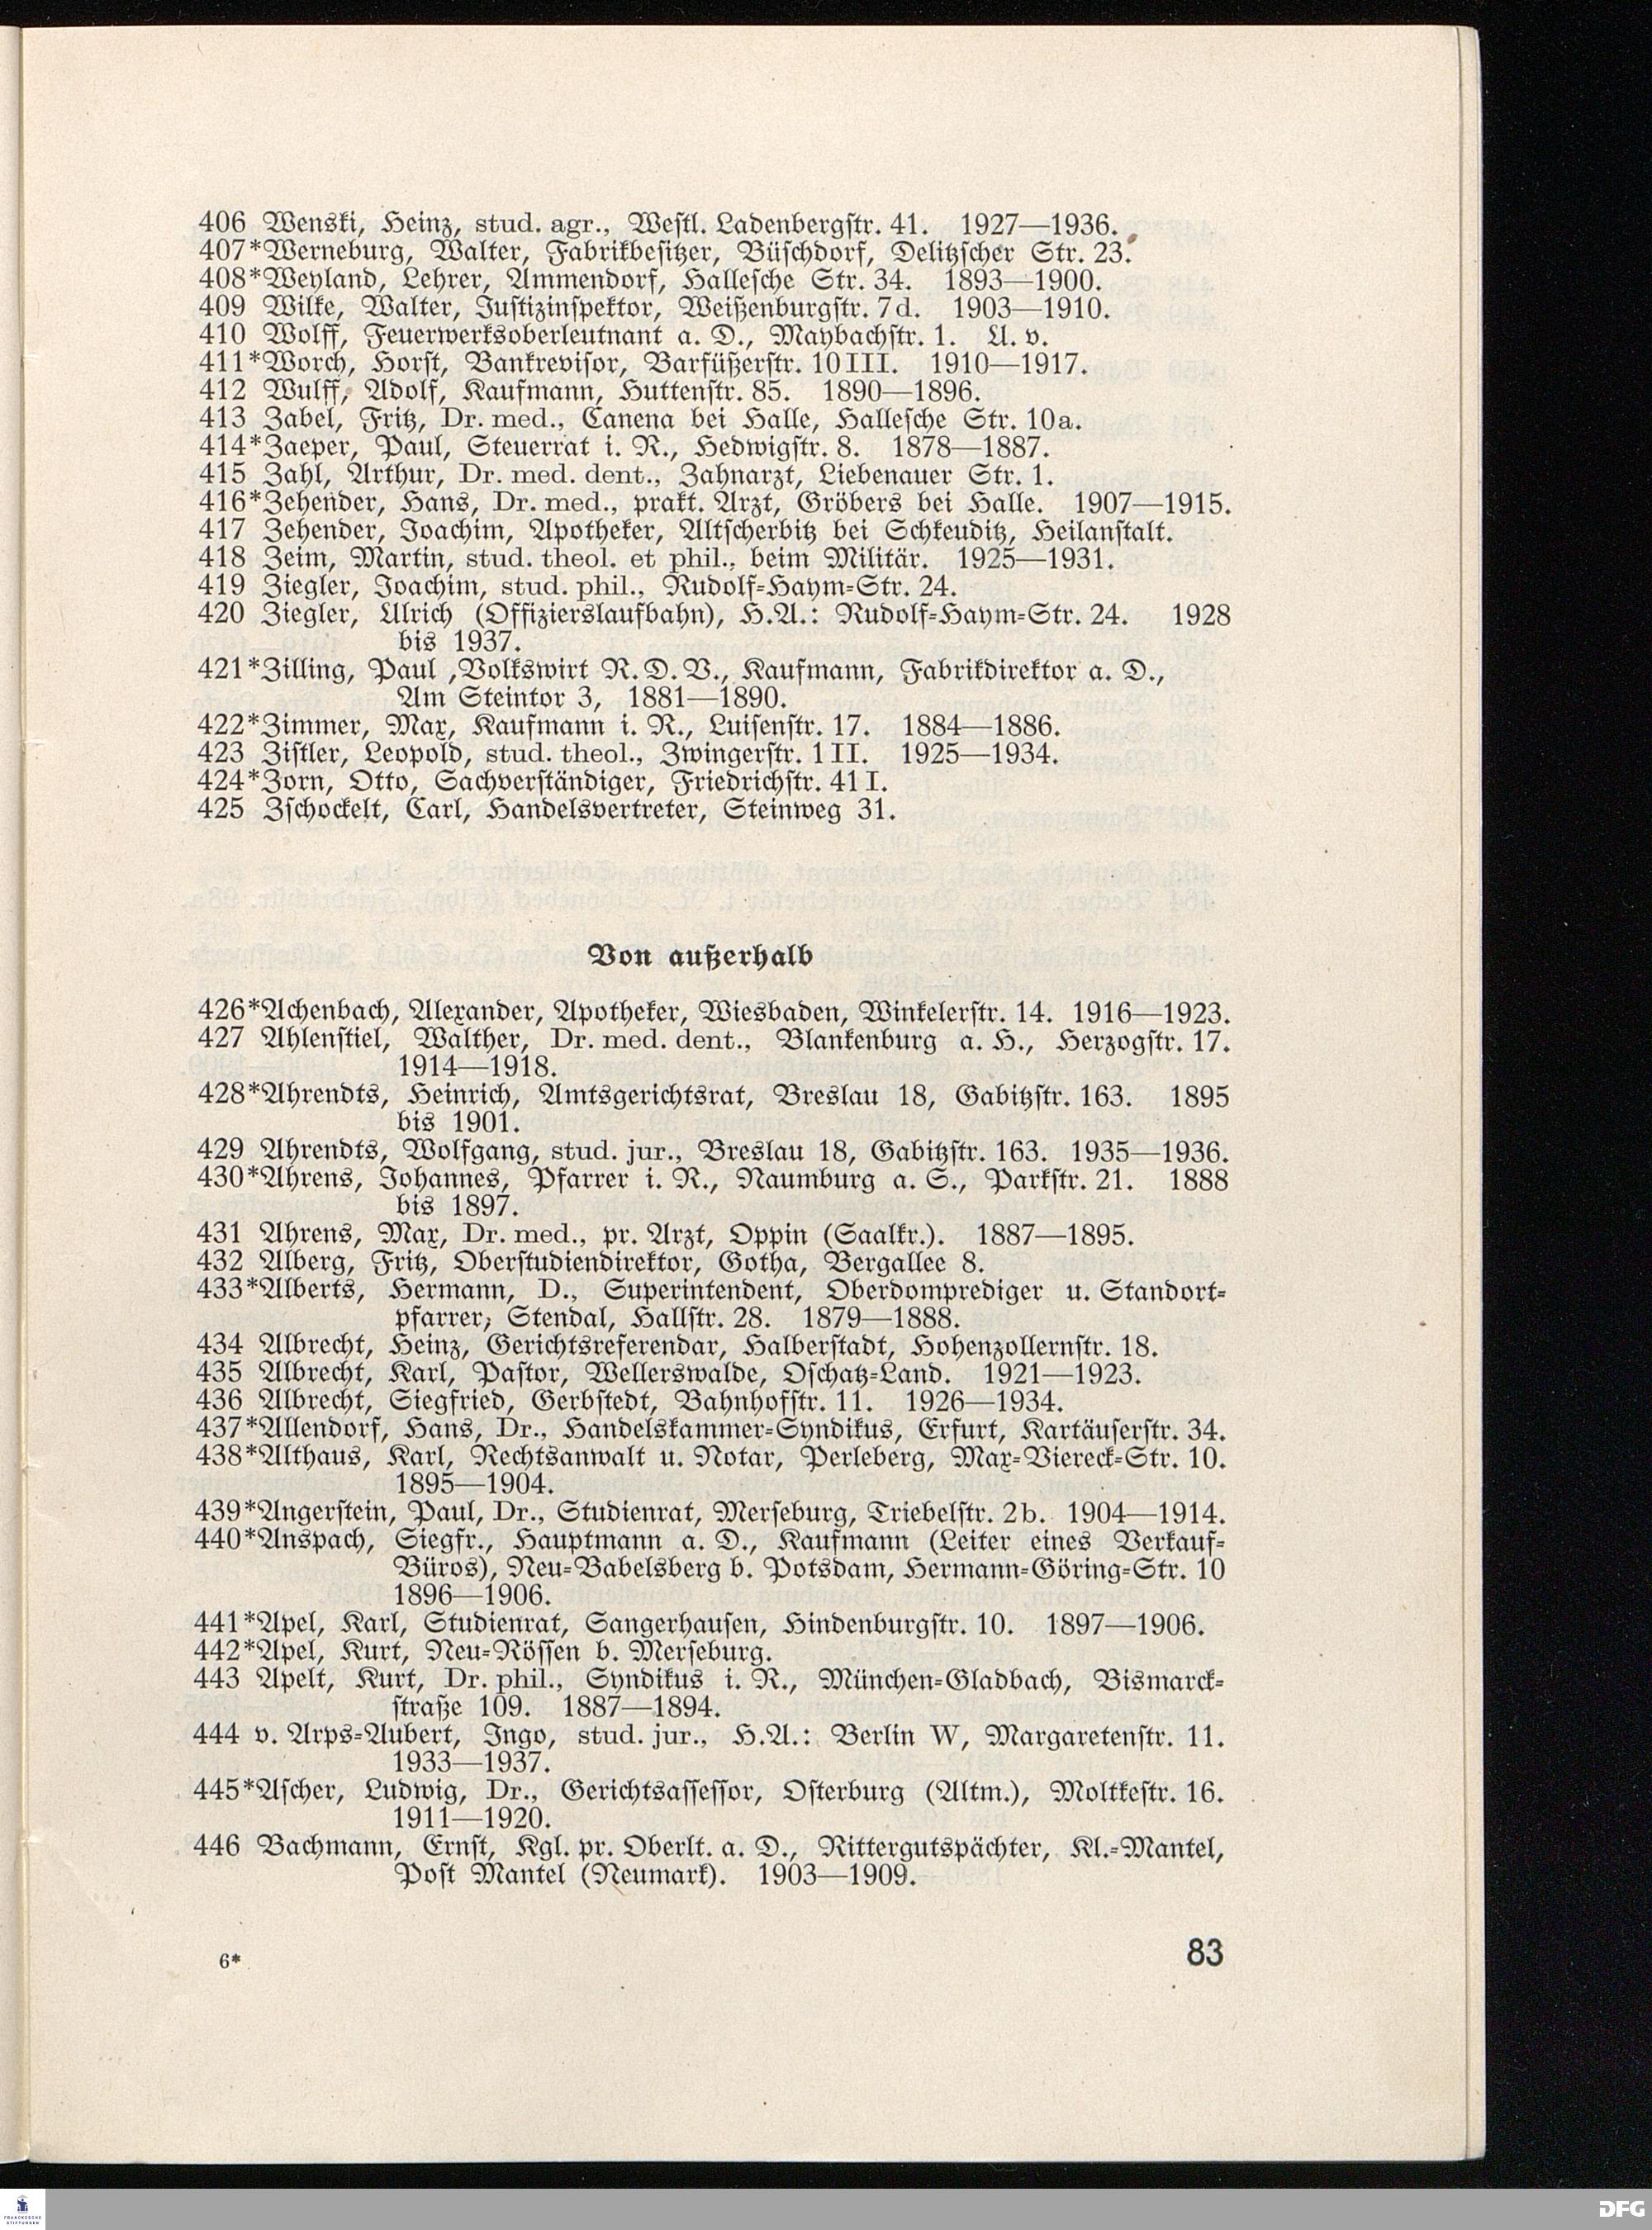 406 Wenski, Heinz, stud. agr., Westl. Ladenbergstr. 41. 1927—1936.
407*Werneburg, Walter, Fabrikbesitzer, Büschdorf, Delitzscher Str. 23.
408*Weyland, Lehrer, Ammendorf, Hallesche Str. 34. 1893—1900.
409 Wilke, Walter, Justizinspektor, Weißenburgstr. 7d. 1903—1910.
410 Wolff, Feuerwerksoberleutnant a. D., Maybachstr. 1. U. v.
411*Worch, Horst, Bankrevisor, Barfüßerstr. 10 III. 1910—1917.
412 Wulff, Adolf, Kaufmann, Huttenstr. 85. 1890—1896.
413 Zabel, Fritz, Dr. med., Canena bei Halle, Hallesche Str. 10a.
414*Zaeper, Paul, Steuerrat i. R., Hedwigstr. 8. 1878—1887.
415 Zahl, Arthur, Dr. med. dent., Zahnarzt, Liebenauer Str. 1.
416*Zehender, Hans, Dr. med., prakt. Arzt, Gröbers bei Halle. 1907—1915.
417 Zehender, Joachim, Apotheker, Altscherbitz bei Schkeuditz, Heilanstalt.
418 Zeim, Martin, stud. theol. et phil., beim Militär. 1925—1931.
419 Ziegler, Joachim, stud. phil., Rudolf-Haym-Str. 24.
420 Ziegler, Ulrich (Offizierslaufbahn), H.A.: Rudolf-Haym-Str. 24. 1928
bis 1937.
421*Zilling, Paul ,Volkswirt R. D. V., Kaufmann, Fabrikdirektor a. D.,
Am Steintor 3, 1881—1890.
422*Zimmer, Max, Kaufmann i. R., Luisenstr. 17. 1884—1886.
423 Zistler, Leopold, stud. theol., Zwingerstr. 1 II. 1925—1934.
424*Zorn, Otto, Sachverständiger, Friedrichstr. 41 I.
425 Zschockelt, Carl, Handelsvertreter, Steinweg 31.
Von außerhalb
426*Achenbach, Alexander, Apotheker, Wiesbaden, Winkelerstr. 14. 1916—1923.
427 Ahlenstiel, Walther, Dr. med. dent., Blankenburg a. H., Herzogstr. 17.
1914—1918.
428*Ahrendts, Heinrich, Amtsgerichtsrat, Breslau 18, Gabitzstr. 163. 1895
bis 1901.
429 Ahrendts, Wolfgang, stud. jur., Breslau 18, Gabitzstr. 163. 1935—1936.
430*Ahrens, Johannes, Pfarrer i. R., Naumburg a. S., Parkstr. 21. 1888
bis 1897.
431 Ahrens, Max, Dr. med., pr. Arzt, Oppin (Saalkr.). 1887—1895.
432 Alberg, Fritz, Oberstudiendirektor, Gotha, Bergallee 8.
433*Alberts, Hermann, D., Superintendent, Oberdomprediger u. Standort-
pfarrer, Stendal, Hallstr. 28. 1879—1888.
434 Albrecht, Heinz, Gerichtsreferendar, Halberstadt, Hohenzollernstr. 18.
435 Albrecht, Karl, Pastor, Wellerswalde, Oschatz-Land. 1921—1923.
436 Albrecht, Siegfried, Gerbstedt, Bahnhofstr. 11. 1926—1934.
437*Allendorf, Hans, Dr., Handelskammer-Syndikus, Erfurt, Kartäuserstr. 34.
438*Althaus, Karl, Rechtsanwalt u. Notar, Perleberg, Max-Viereck-Str. 10.
1895—1904.
439*Angerstein, Paul, Dr., Studienrat, Merseburg, Triebelstr. 2b. 1904—1914.
440*Anspach, Siegfr., Hauptmann a. D., Kaufmann (Leiter eines Verkauf-
Büros), Neu-Babelsberg b. Potsdam, Hermann-Göring-Str. 10
1896—1906.
441*Apel, Karl, Studienrat, Sangerhausen, Hindenburgstr. 10. 1897—1906.
442*Apel, Kurt, Neu-Rössen b. Merseburg.
443 Apelt, Kurt, Dr. phil., Syndikus i. R., München-Gladbach, Bismarck-
straße 109. 1887—1894.
444 v. Arps-Aubert, Ingo, stud. jur., H.A.: Berlin W, Margaretenstr. 11.
1933—1937.
445*Ascher, Ludwig, Dr., Gerichtsassessor, Osterburg (Altm.), Moltkestr. 16.
1911—1920.
446 Bachmann, Ernst, Kgl. pr. Oberlt. a. D., Rittergutspächter, Kl.-Mantel,
Post Mantel (Neumark). 1903—1909.
6*
83
FRANCKESCHE
STIFTUNGEN
DFG